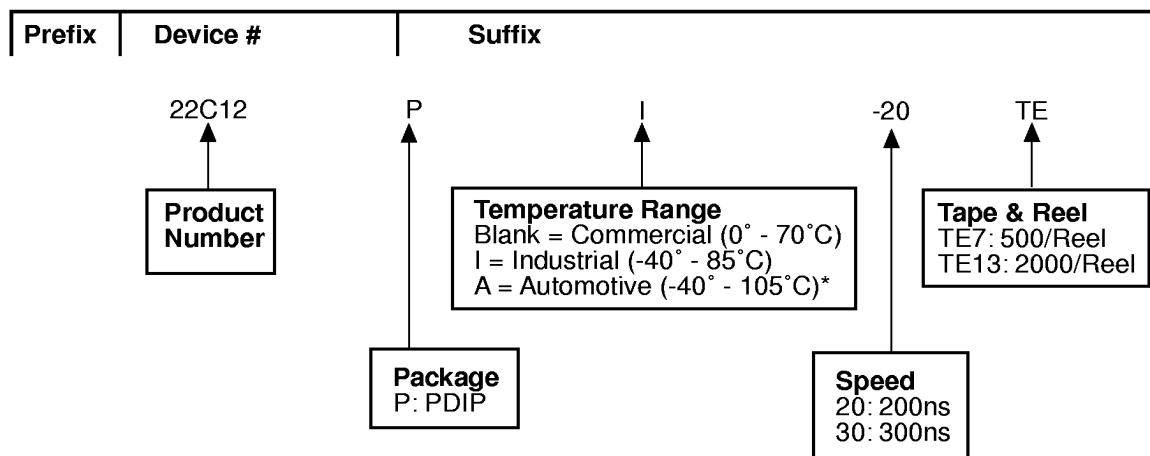 Prefix Device # Suffix
22C12 P I -20 TE
Product
Number
Temperature Range
Blank = Commercial (0˚ - 70˚C)
I = Industrial (-40˚ - 85˚C)
A = Automotive (-40˚ - 105˚C)*
Tape & Reel
TE7: 500/Reel
TE13: 2000/Reel
Package
P: PDIP
Speed
20: 200ns
30: 300ns